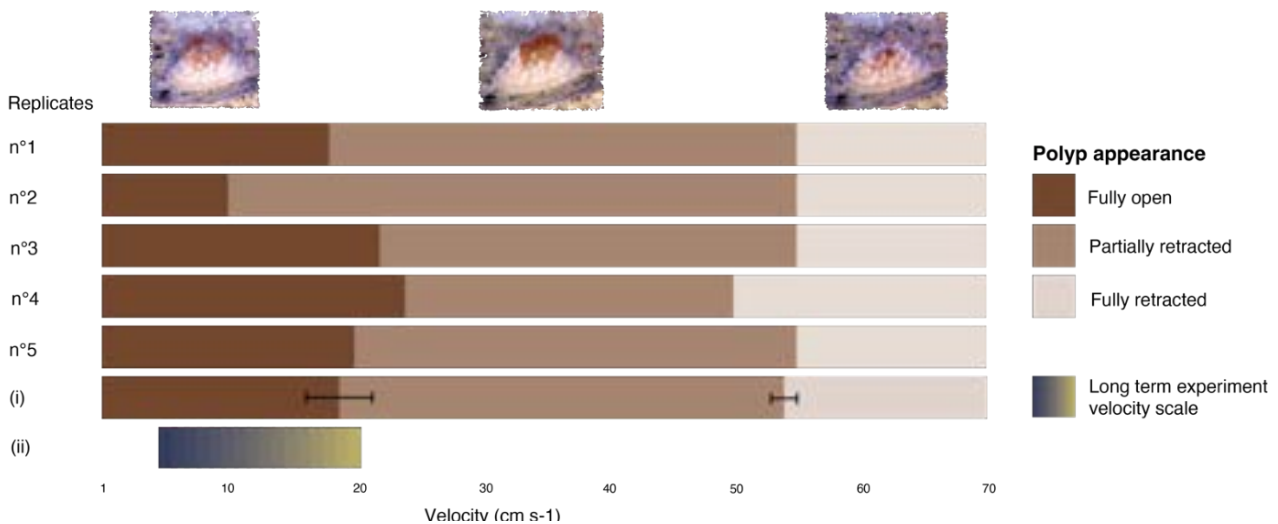 Replicates
n°1
n°2
n°3
n°4
n°5
(i)
(ii)
1 10 20 30 40 50 60 70
Velocity (cm s-1)
Polyp appearance
Fully open
Partially retracted
Fully retracted
Long term experiment
velocity scale